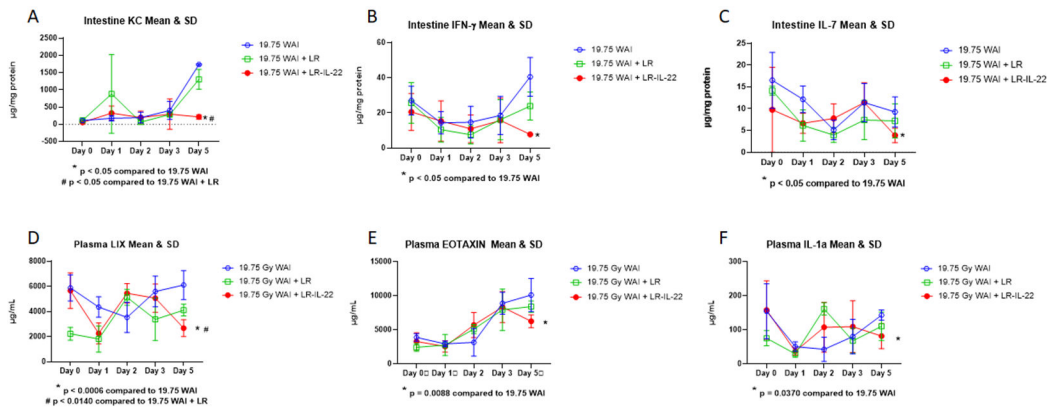 A
Intestine KC Mean & SD
µg/mg protein
2500
2000
1500
1000
500
0
500
Day 0 Day 1 Day 2 Day 3 Day 5
19.75 WAI
19.75 WAI + LR
19.75 WAI + LR-IL-22
* #
* p < 0.05 compared to 19.75 WAI
# p < 0.05 compared to 19.75 WAI + LR
B
Intestine IFN-γ Mean & SD
µg/mg protein
60
40
20
0
Day 0 Day 1 Day 2 Day 3 Day 5
19.75 WAI
19.75 WAI + LR
19.75 WAI + LR-IL-22
*
* p < 0.05 compared to 19.75 WAI
C
Intestine IL-7 Mean & SD
µg/mg protein
25
20
15
10
5
0
Day 0 Day 1 Day 2 Day 3 Day 5
19.75 WAI
19.75 WAI + LR
19.75 WAI + LR-IL-22
*
* p < 0.05 compared to 19.75 WAI
D
Plasma LIX Mean & SD
µg/mL
8000
6000
4000
2000
0
Day 0 Day 1 Day 2 Day 3 Day 5
19.75 Gy WAI
19.75 Gy WAI + LR
19.75 Gy WAI + LR-IL-22
* #
* p < 0.0006 compared to 19.75 WAI
# p < 0.0140 compared to 19.75 WAI + LR
E
Plasma EOTAXIN Mean & SD
µg/mL
15000
10000
5000
0
Day 0□ Day 1□ Day 2 Day 3 Day 5□
19.75 Gy WAI
19.75 Gy WAI + LR
19.75 Gy WAI + LR-IL-22
*
* p = 0.0088 compared to 19.75 WAI
F
Plasma IL-1a Mean & SD
µg/mL
300
200
100
0
Day 0 Day 1 Day 2 Day 3 Day 5
19.75 Gy WAI
19.75 Gy WAI + LR
19.75 Gy WAI + LR-IL-22
*
* p = 0.0370 compared to 19.75 WAI